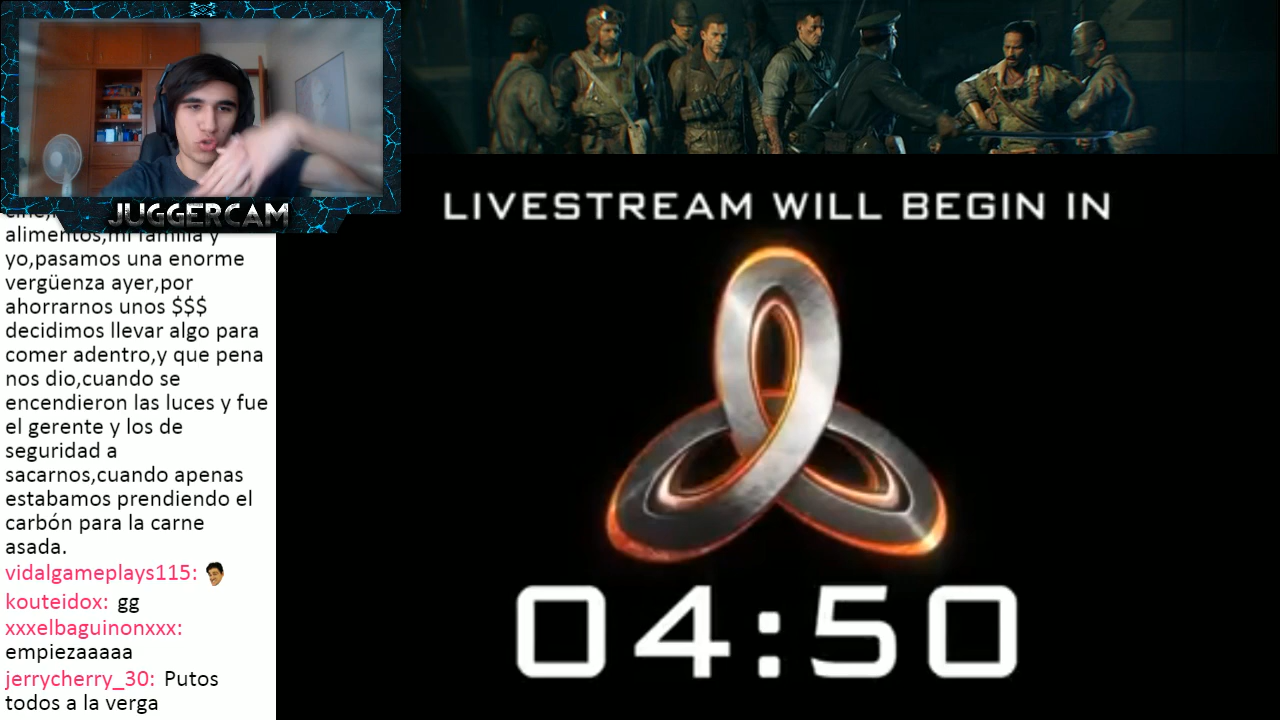 JUGGERCAM
LIVESTREAM WILL BEGIN IN
04:50
alimentos,mi familia y
yo,pasamos una enorme
vergüenza ayer,por
ahorrarnos unos $$$
decidimos llevar algo para
comer adentro,y que pena
nos dio,cuando se
encendieron las luces y fue
el gerente y los de
seguridad a
sacarnos,cuando apenas
estabamos prendiendo el
carbón para la carne
asada.
vidalgameplays115:
kouteidox: gg
xxxelbaguinonxxx:
empiezaaaaa
jerrycherry_30: Putos
todos a la verga